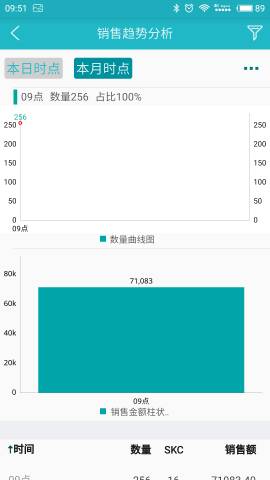 09:51 89
销售趋势分析
本日时点 本月时点
09点 数量256 占比100%
256
250 250
200 200
150 150
100 100
50 50
0 0
09点
数量曲线图
71,083
80k
60k
40k
20k
0
09点
销售金额柱状..
时间 数量 SKC 销售额
09点 256 16 71083.40